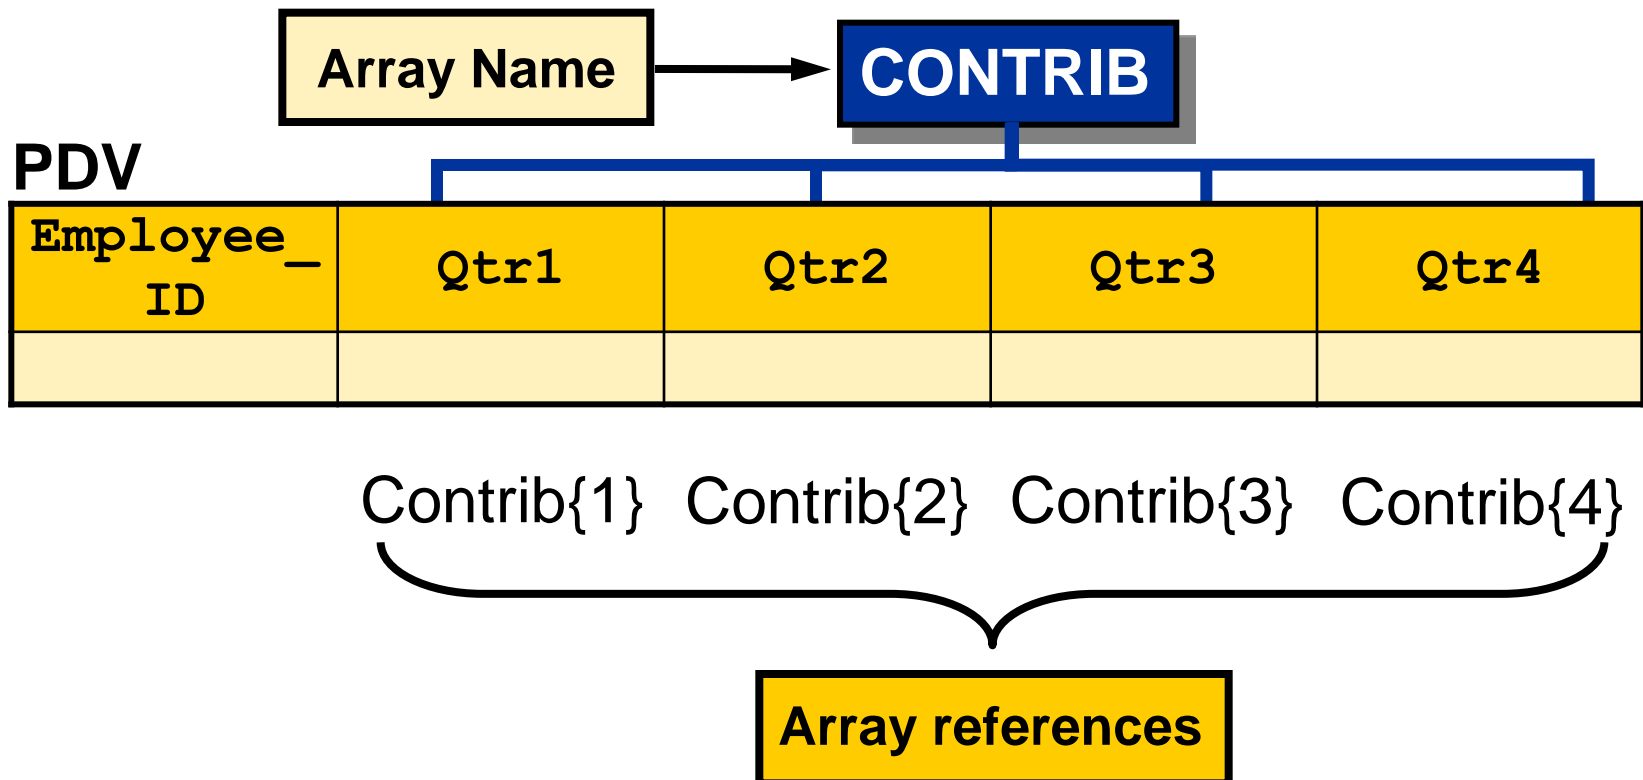 Array Name
CONTRIB
PDV
Employee_
ID
Qtr1
Qtr2
Qtr3
Qtr4
Contrib{1}
Contrib{2}
Contrib{3}
Contrib{4}
Array references